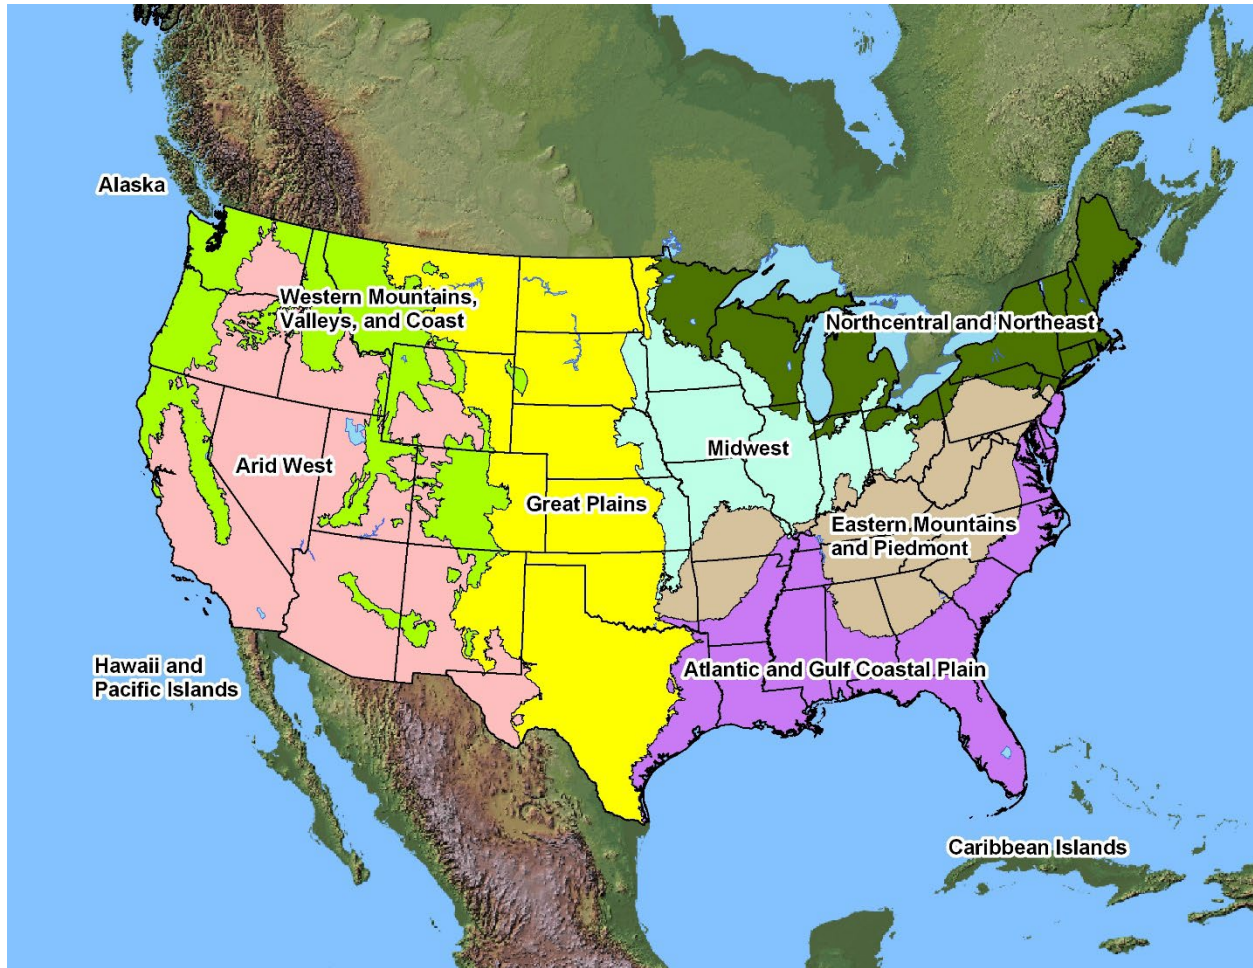 Alaska
Western Mountains,
Valleys, and Coast
Northcentral and Northeast
Arid West
Midwest
Great Plains
Eastern Mountains
and Piedmont
Hawaii and
Pacific Islands
Atlantic and Gulf Coastal Plain
Caribbean Islands